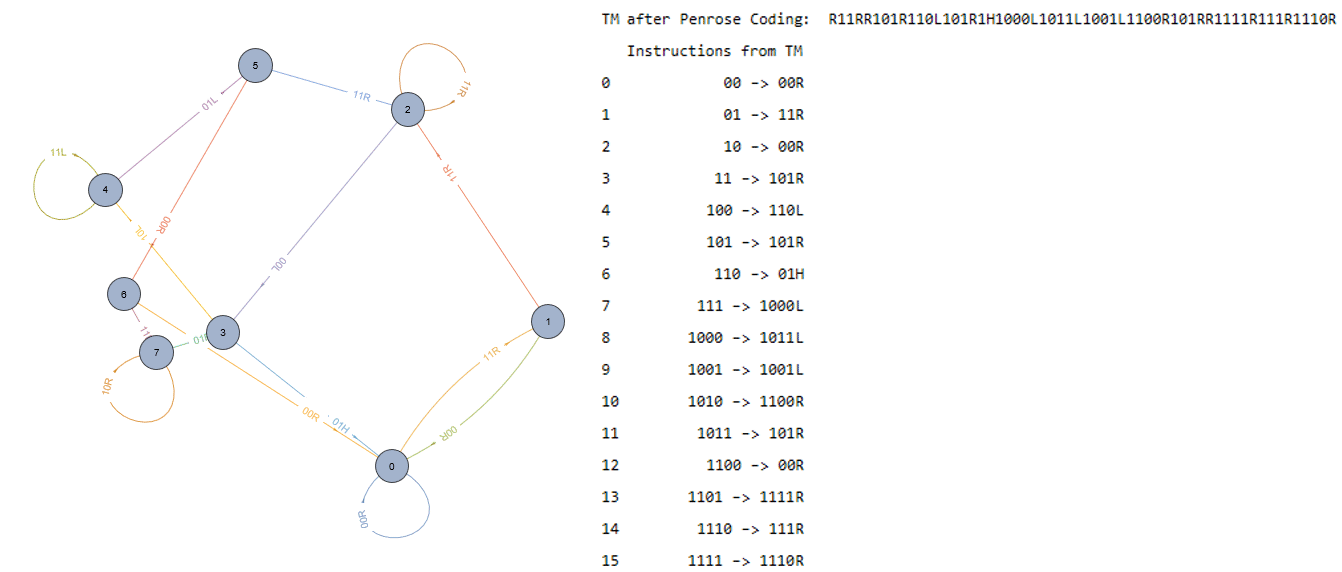 TM after Penrose Coding: R11RR101R110L101R1H1000L1011L1001L1100R101RR1111R111R1110R
Instructions from TM
0 00 -> 00R
1 01 -> 11R
2 10 -> 00R
3 11 -> 101R
4 100 -> 110L
5 101 -> 101R
6 110 -> 01H
7 111 -> 1000L
8 1000 -> 1011L
9 1001 -> 1001L
10 1010 -> 1100R
11 1011 -> 101R
12 1100 -> 00R
13 1101 -> 1111R
14 1110 -> 111R
15 1111 -> 1110R
5
11R
2
11R
01L
11L
4
11R
10L
00R
00L
6
1
3
7
11R
10R
00R
01H
00R
0
00R